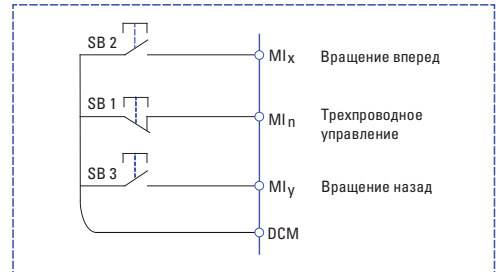 SB 2
MIx
Вращение вперед
SB 1
MIn
Трехпроводное
управление
SB 3
MIy
Вращение назад
DCM